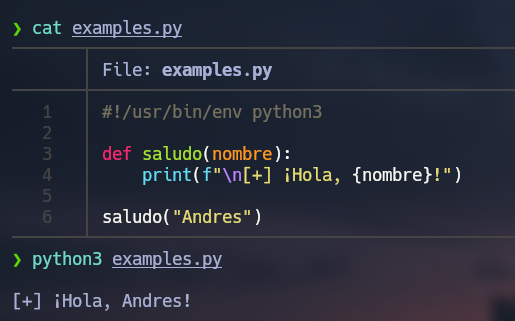 ❯ cat examples.py
File: examples.py
1 #!/usr/bin/env python3
2
3 def saludo(nombre):
4     print(f"\n[+] ¡Hola, {nombre}!")
5
6 saludo("Andres")
❯ python3 examples.py
[+] ¡Hola, Andres!